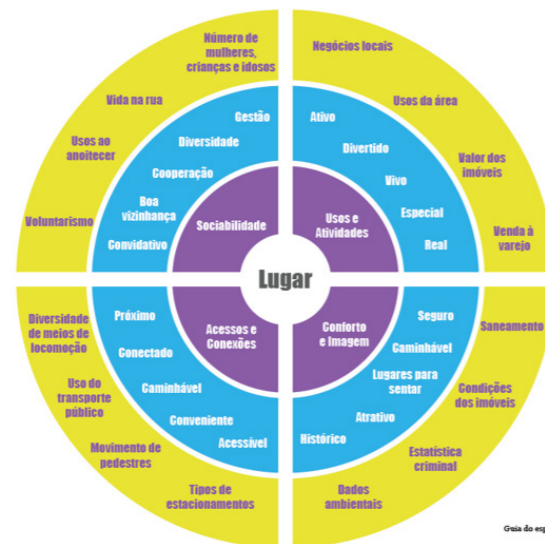 Número de
mulheres,
crianças e idosos
Vida na rua
Usos ao
anoitecer
Voluntarismo
Gestão
Diversidade
Cooperação
Boa
vizinhança
Convidativo
Sociabilidade
Negócios locais
Usos da área
Valor dos
imóveis
Venda à
varejo
Ativo
Divertido
Vivo
Especial
Real
Usos e
Atividades
Lugar
Diversidade
de meios de
locomoção
Uso do
transporte
público
Movimento de
pedestres
Tipos de
estacionamentos
Próximo
Conectado
Caminhável
Conveniente
Acessível
Acessos e
Conexões
Conforto
e Imagem
Seguro
Caminhável
Lugares para
sentar
Atrativo
Histórico
Saneamento
Condições
dos imóveis
Estatística
criminal
Dados
ambientais
Guia do esp